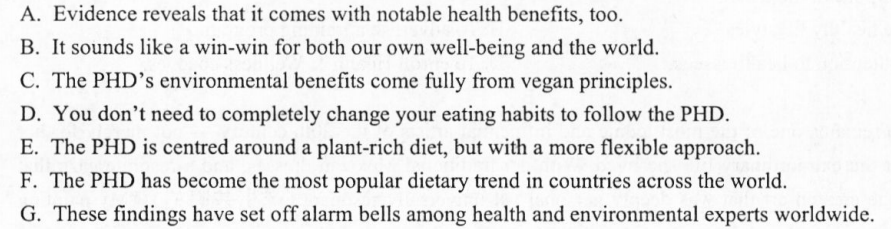 A. Evidence reveals that it comes with notable health benefits, too.
B. It sounds like a win-win for both our own well-being and the world.
C. The PHD's environmental benefits come fully from vegan principles.
D. You don't need to completely change your eating habits to follow the PHD.
E. The PHD is centred around a plant-rich diet, but with a more flexible approach.
F. The PHD has become the most popular dietary trend in countries across the world.
G. These findings have set off alarm bells among health and environmental experts worldwide.